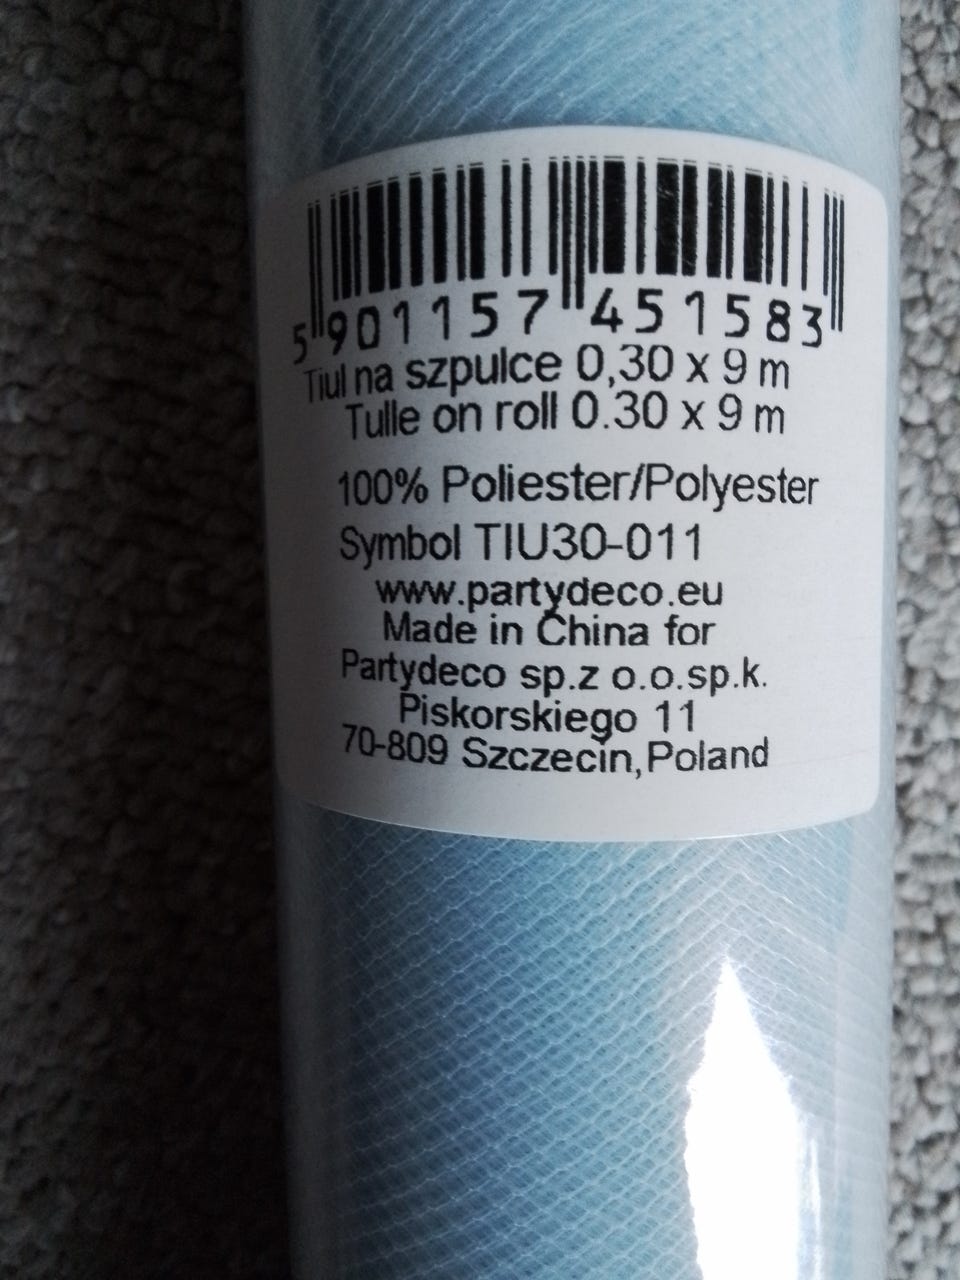 5 901157 451583
Tiul na szpulce 0,30 x 9 m
Tulle on roll 0.30 x 9 m
100% Poliester/Polyester
Symbol TIU30-011
www.partydeco.eu
Made in China for
Partydeco sp.z o.o.sp.k.
Piskorskiego 11
70-809 Szczecin, Poland